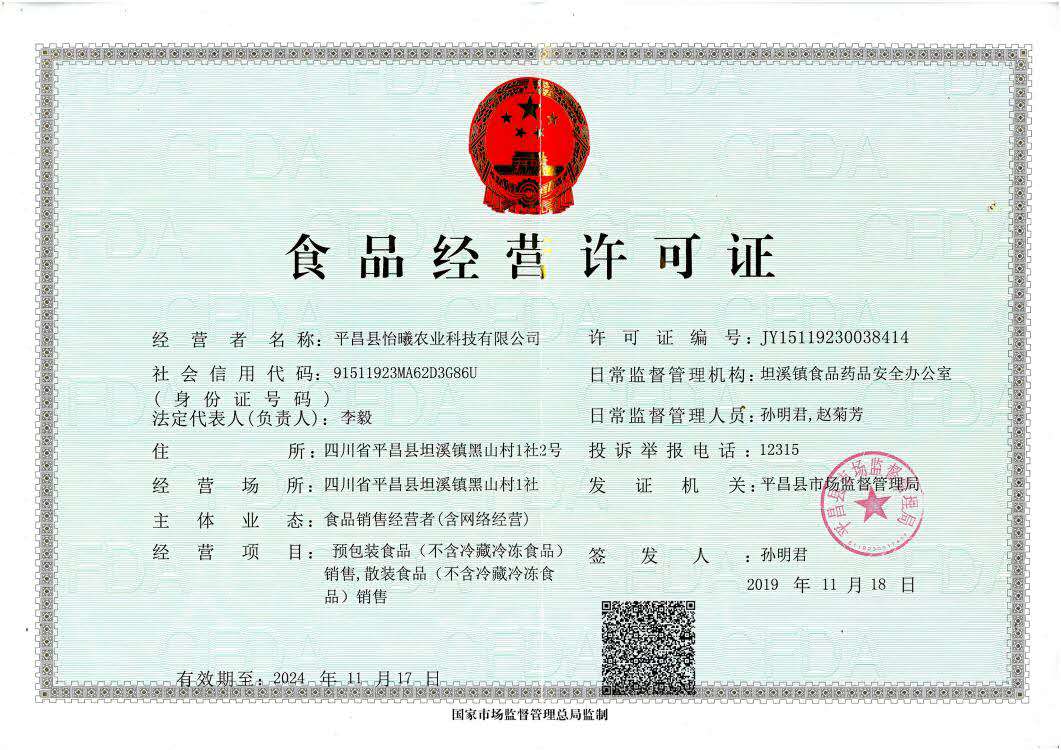 食品经营许可证
经营者名称：平昌县怡曦农业科技有限公司
社会信用代码：91511923MA62D3G86U
(身份证号码)
法定代表人(负责人)：李毅
住所：四川省平昌县坦溪镇黑山村1社2号
经营场所：四川省平昌县坦溪镇黑山村1社
主体业态：食品销售经营者(含网络经营)
经营项目：预包装食品（不含冷藏冷冻食品）
销售,散装食品（不含冷藏冷冻食
品）销售
有效期至：2024 年 11 月 17 日
许可证编号：JY15119230038414
日常监督管理机构：坦溪镇食品药品安全办公室
日常监督管理人员：孙明君,赵菊芳
投诉举报电话：12315
发证机关：平昌县市场监督管理局
平昌县市场监督管理局
签发人：孙明君
2019 年 11 月 18 日
国家市场监督管理总局监制
CFDA